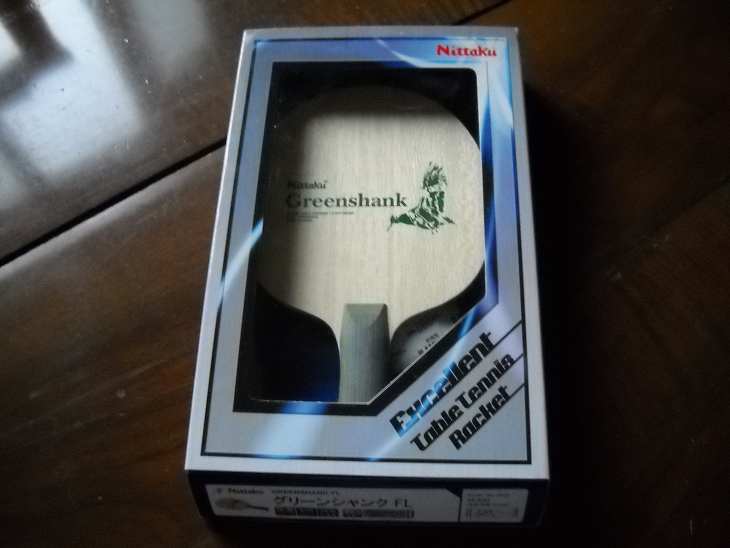 Nittaku
Nittaku
Greenshank
Excellent
Table Tennis
Racket
Nittaku GREENSHANK FL
グリーンシャンク FL